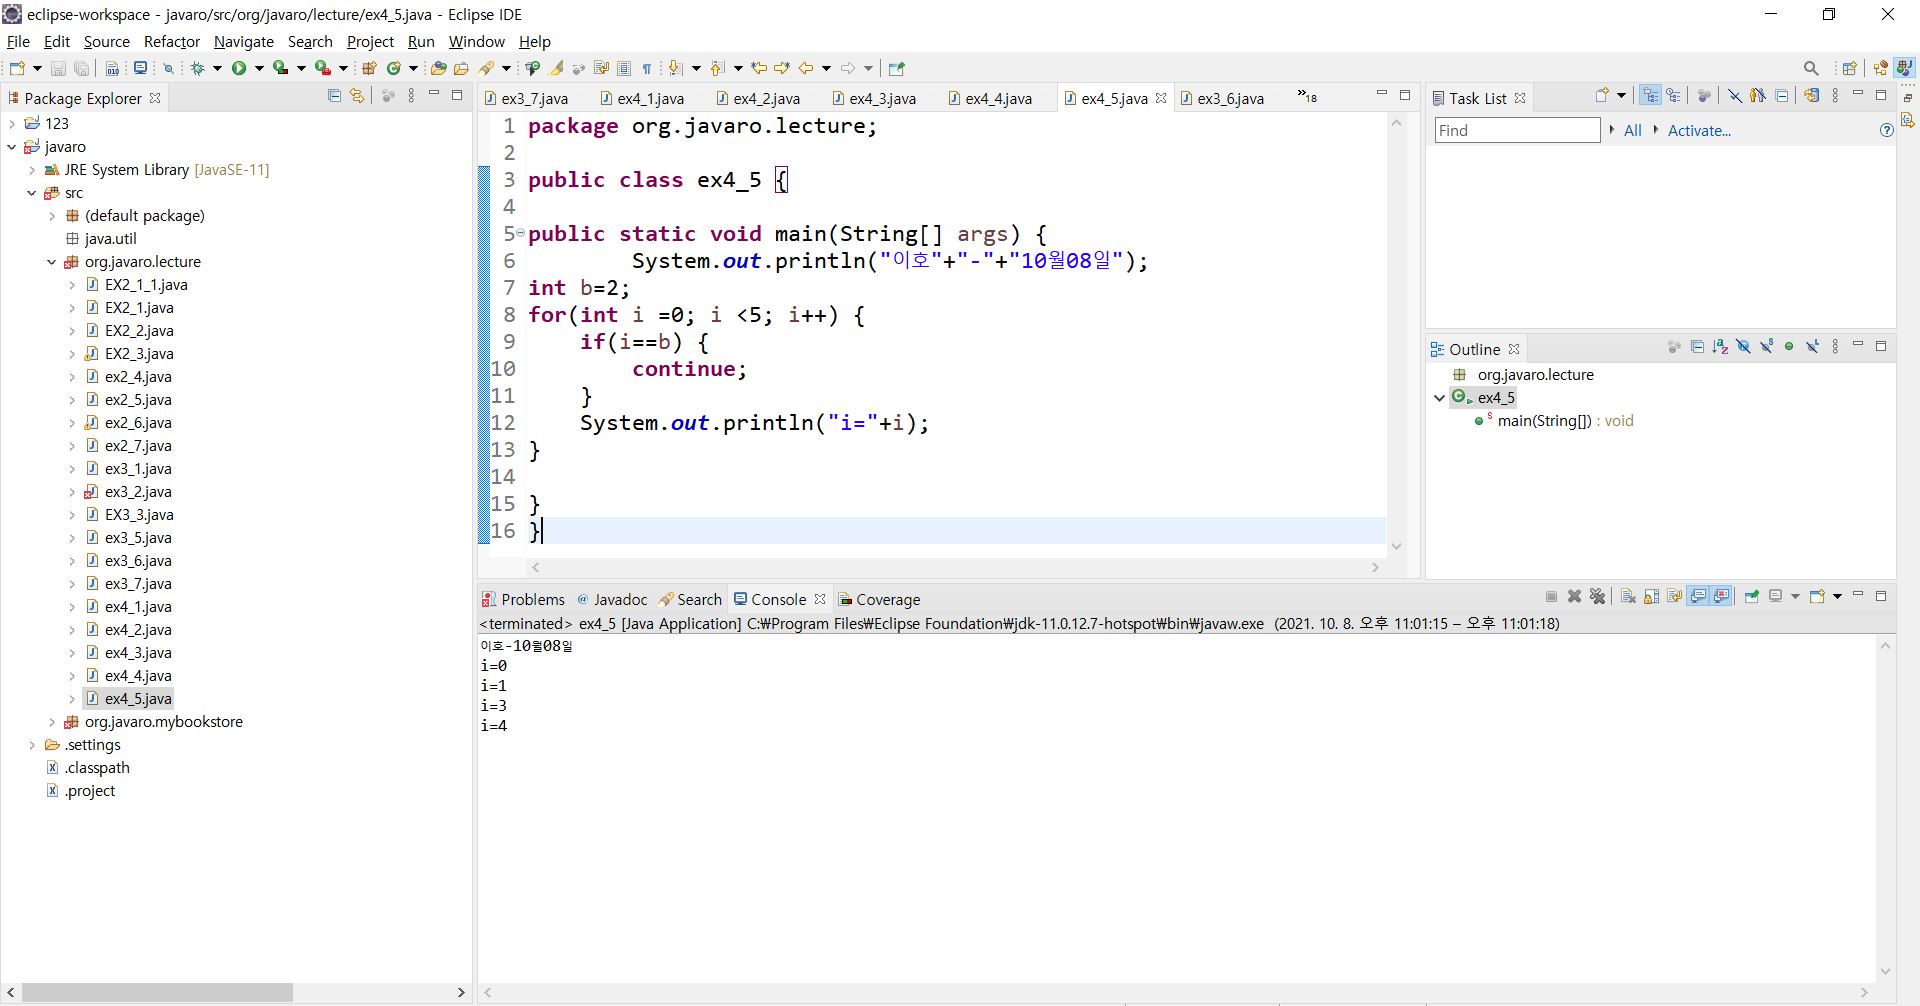 eclipse-workspace - javaro/src/org/javaro/lecture/ex4_5.java - Eclipse IDE
File Edit Source Refactor Navigate Search Project Run Window Help
Package Explorer
123
javaro
JRE System Library [JavaSE-11]
src
(default package)
java.util
org.javaro.lecture
EX2_1_1.java
EX2_1.java
EX2_2.java
EX2_3.java
ex2_4.java
ex2_5.java
ex2_6.java
ex2_7.java
ex3_1.java
ex3_2.java
EX3_3.java
ex3_5.java
ex3_6.java
ex3_7.java
ex4_1.java
ex4_2.java
ex4_3.java
ex4_4.java
ex4_5.java
org.javaro.mybookstore
.settings
.classpath
.project
ex3_7.java ex4_1.java ex4_2.java ex4_3.java ex4_4.java ex4_5.java ex3_6.java »18
1 package org.javaro.lecture;
2
3 public class ex4_5 {
4
5 public static void main(String[] args) {
6 System.out.println("이호"+"-"+"10월08일");
7 int b=2;
8 for(int i =0; i <5; i++) {
9 if(i==b) {
10 continue;
11 }
12 System.out.println("i="+i);
13 }
14
15 }
16 }
Task List
Find All Activate...
Outline
org.javaro.lecture
ex4_5
main(String[]) : void
Problems @ Javadoc Search Console Coverage
<terminated> ex4_5 [Java Application] C:₩Program Files₩Eclipse Foundation₩jdk-11.0.12.7-hotspot₩bin₩javaw.exe (2021. 10. 8. 오후 11:01:15 – 오후 11:01:18)
이호-10월08일
i=0
i=1
i=3
i=4